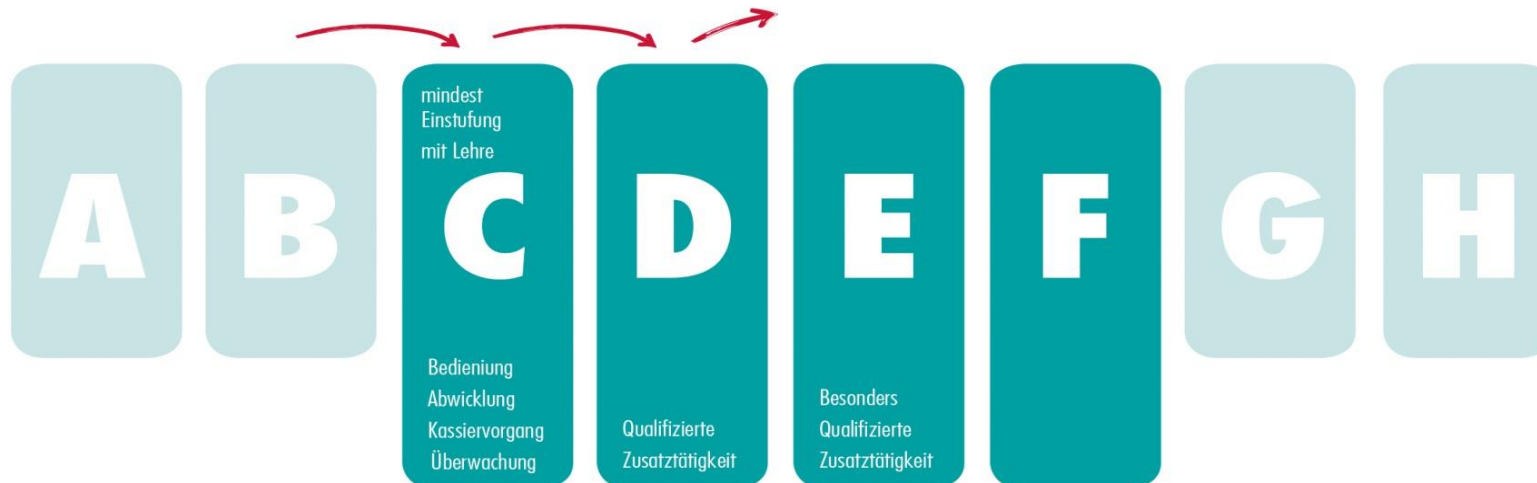 mindest
Einstufung
mit Lehre
A
B
C
D
E
F
G
H
Bedieniung
Abwicklung
Kassiervorgang
Überwachung
Qualifizierte
Zusatztätigkeit
Besonders
Qualifizierte
Zusatztätigkeit